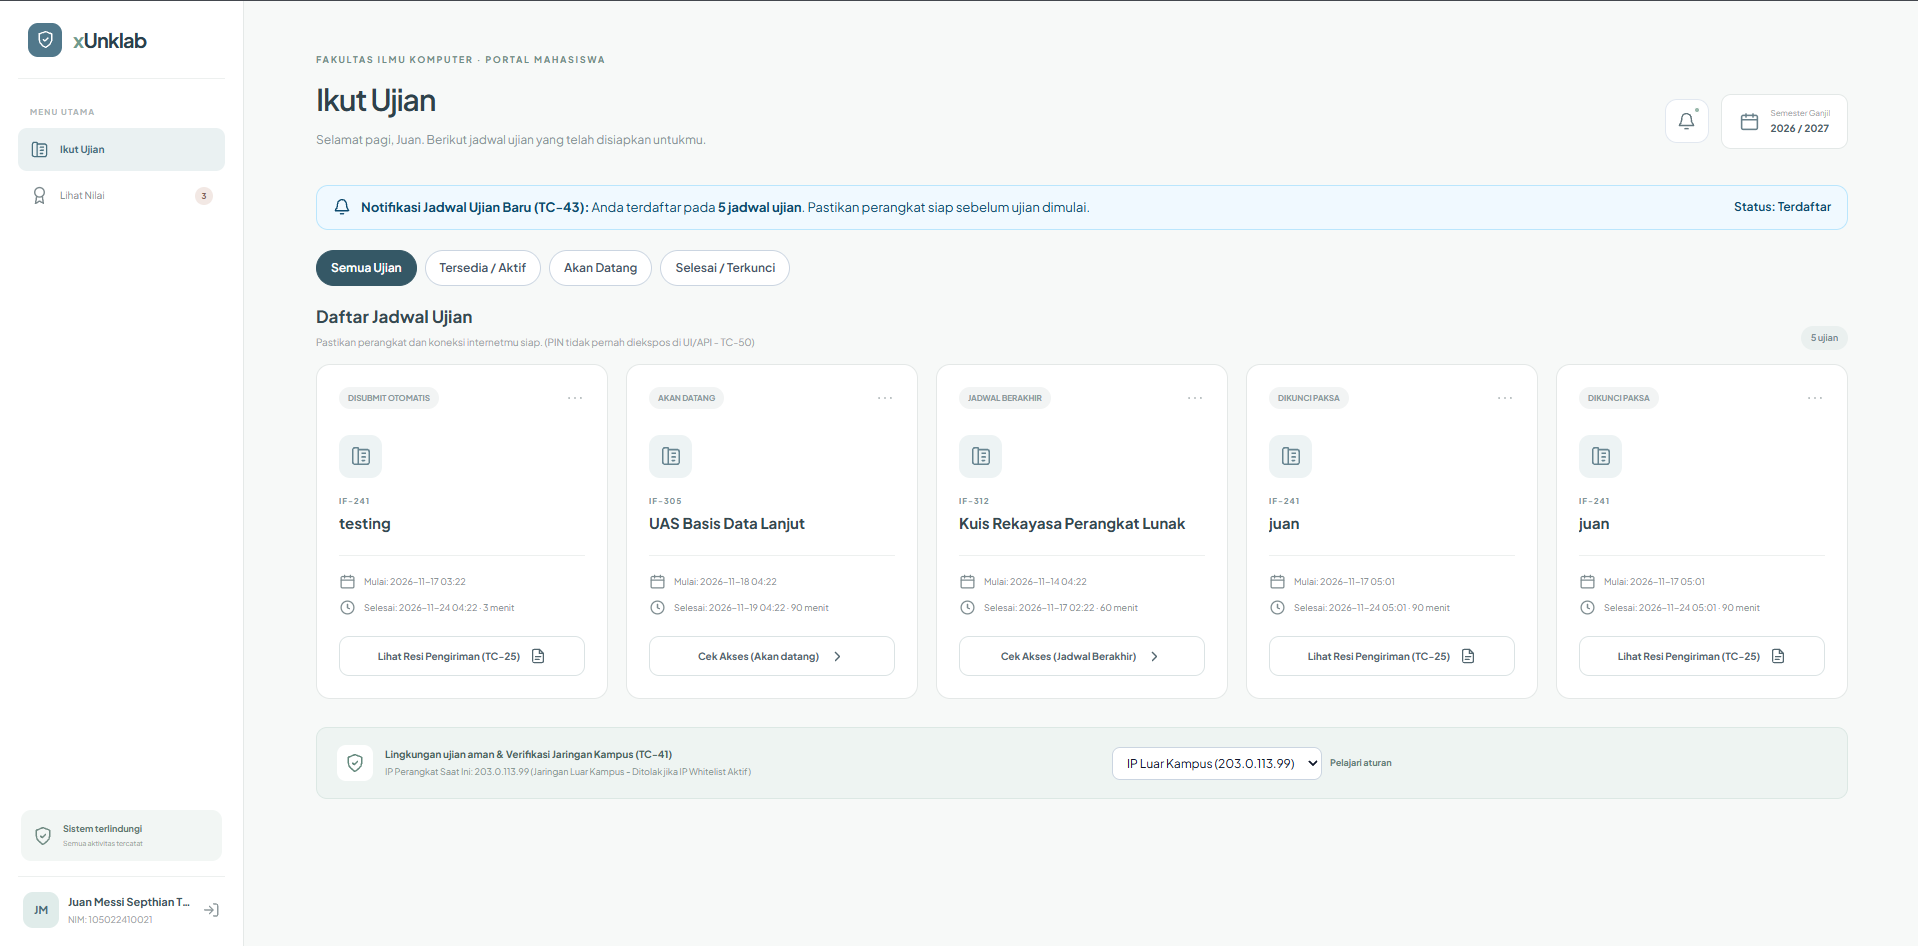 xUnklab
MENU UTAMA
Ikut Ujian
Lihat Nilai
3
Sistem terlindungi
Semua aktivitas tercatat
JM
Juan Messi Septhian T...
NIM: 105022410021
FAKULTAS ILMU KOMPUTER · PORTAL MAHASISWA
Ikut Ujian
Selamat pagi, Juan. Berikut jadwal ujian yang telah disiapkan untukmu.
Semester Ganjil
2026 / 2027
Notifikasi Jadwal Ujian Baru (TC-43): Anda terdaftar pada 5 jadwal ujian. Pastikan perangkat siap sebelum ujian dimulai.
Status: Terdaftar
Semua Ujian
Tersedia / Aktif
Akan Datang
Selesai / Terkunci
Daftar Jadwal Ujian
Pastikan perangkat dan koneksi internetmu siap. (PIN tidak pernah diekspos di UI/API - TC-50)
5 ujian
DISUBMIT OTOMATIS
IF-241
testing
Mulai: 2026-11-17 03:22
Selesai: 2026-11-24 04:22 · 3 menit
Lihat Resi Pengiriman (TC-25)
AKAN DATANG
IF-305
UAS Basis Data Lanjut
Mulai: 2026-11-18 04:22
Selesai: 2026-11-19 04:22 · 90 menit
Cek Akses (Akan datang)
JADWAL BERAKHIR
IF-312
Kuis Rekayasa Perangkat Lunak
Mulai: 2026-11-14 04:22
Selesai: 2026-11-17 02:22 · 60 menit
Cek Akses (Jadwal Berakhir)
DIKUNCI PAKSA
IF-241
juan
Mulai: 2026-11-17 05:01
Selesai: 2026-11-24 05:01 · 90 menit
Lihat Resi Pengiriman (TC-25)
DIKUNCI PAKSA
IF-241
juan
Mulai: 2026-11-17 05:01
Selesai: 2026-11-24 05:01 · 90 menit
Lihat Resi Pengiriman (TC-25)
Lingkungan ujian aman & Verifikasi Jaringan Kampus (TC-41)
IP Perangkat Saat Ini: 203.0.113.99 (Jaringan Luar Kampus - Ditolak jika IP Whitelist Aktif)
IP Luar Kampus (203.0.113.99)
Pelajari aturan